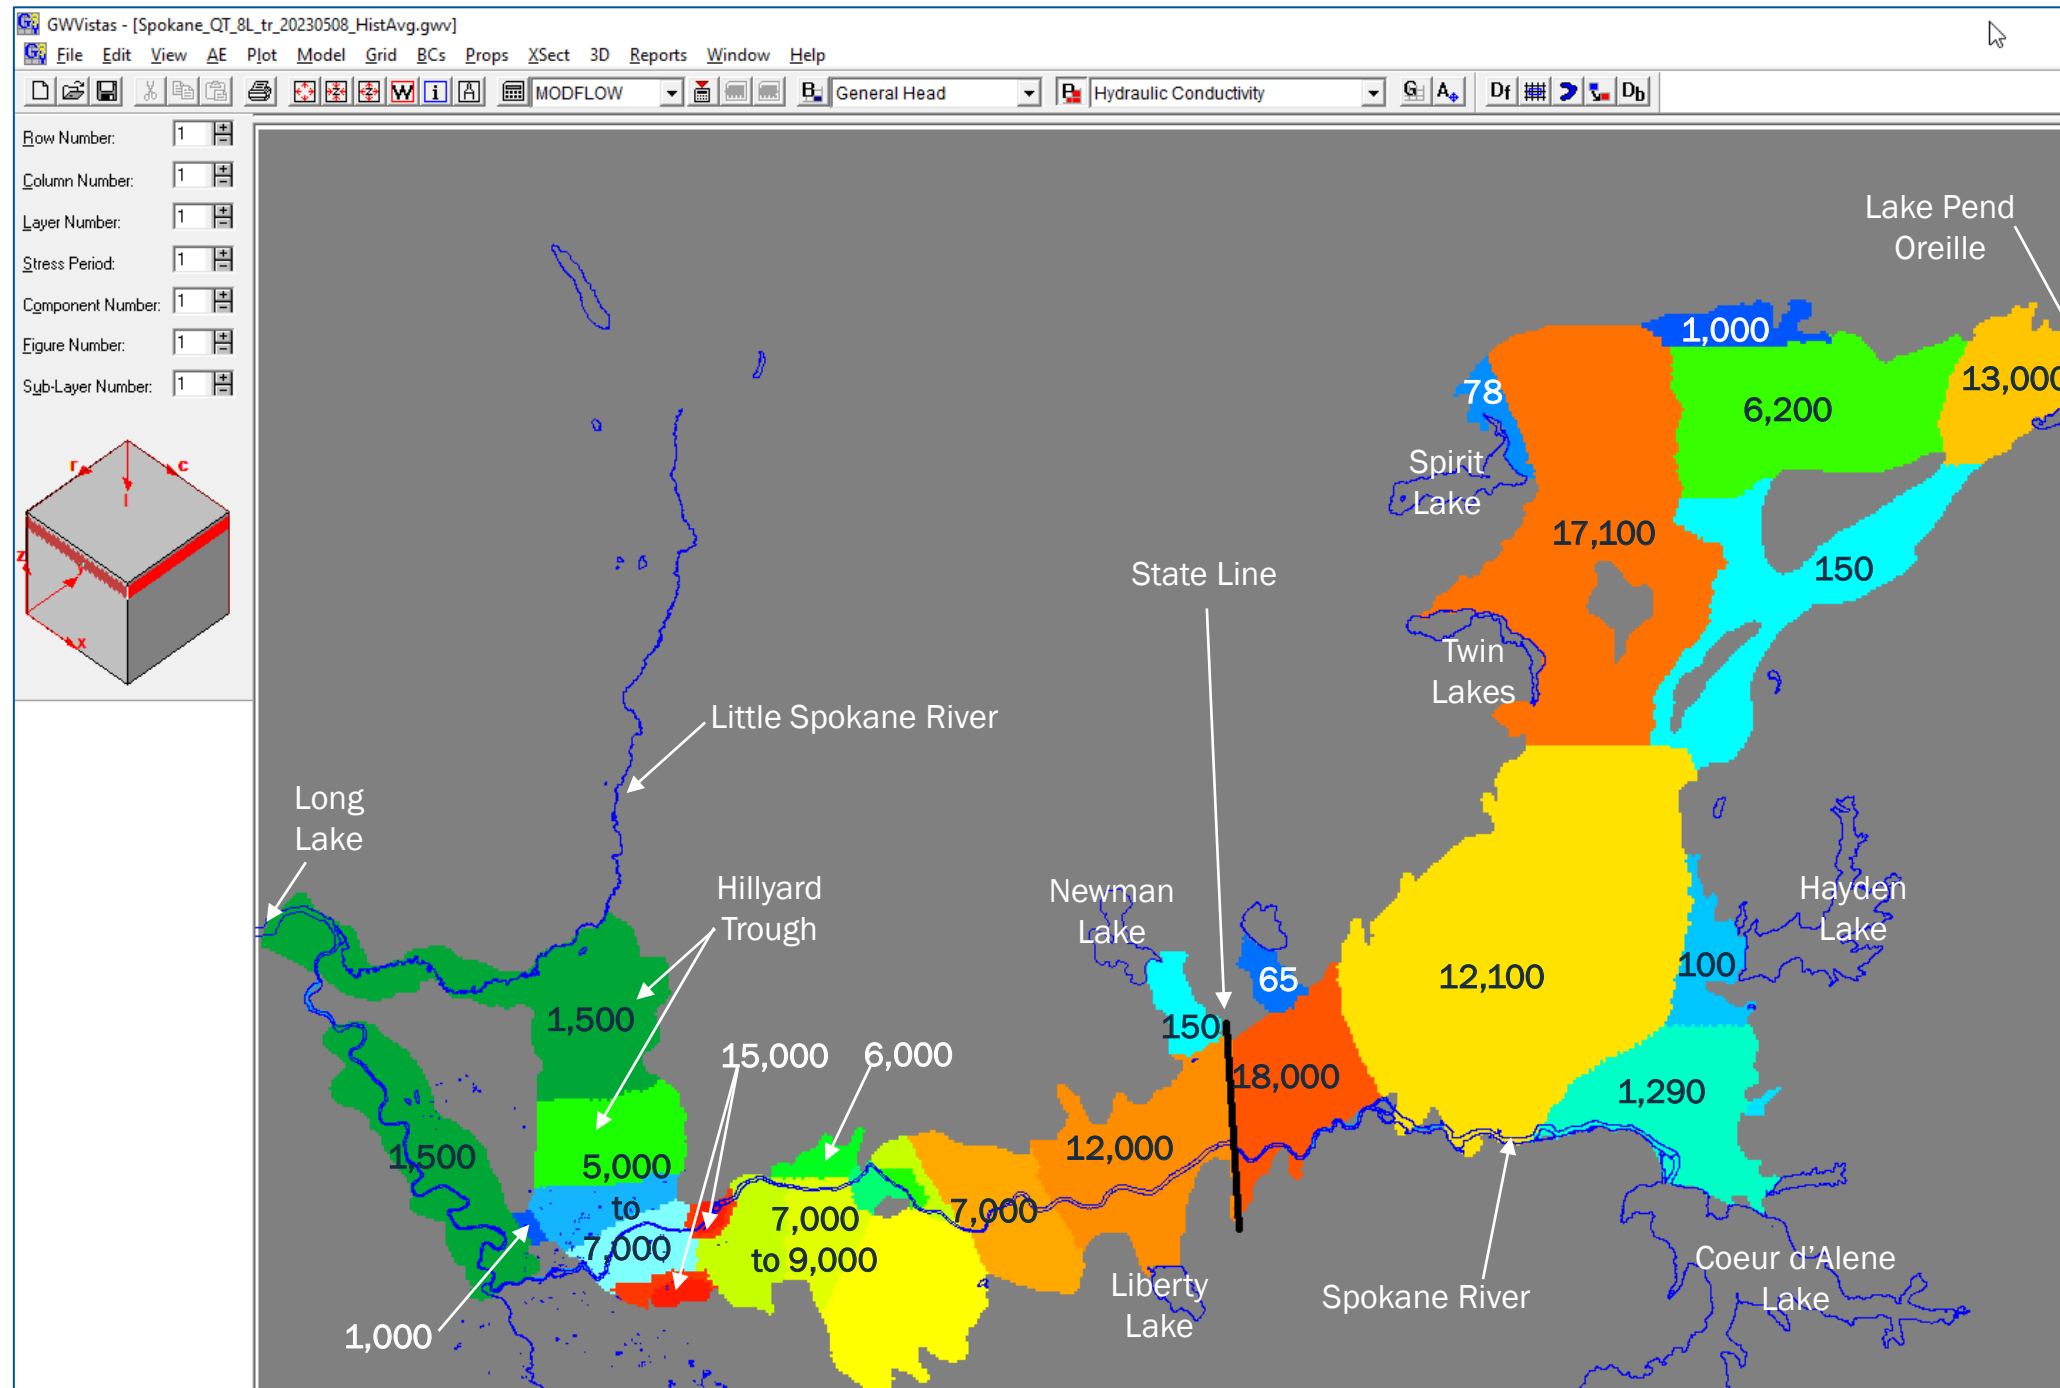 GWVistas - [Spokane_QT_8L_tr_20230508_HistAvg.gwv]
File Edit View AE Plot Model Grid BCs Props XSect 3D Reports Window Help
W i A MODFLOW B General Head P Hydraulic Conductivity G A Df Db
Row Number: 1
Column Number: 1
Layer Number: 1
Stress Period: 1
Component Number: 1
Figure Number: 1
Sub-Layer Number: 1
r c
l
z y
x
Lake Pend
Oreille
1,000
13,000
78
6,200
Spirit
Lake
17,100
150
State Line
Twin
Lakes
Little Spokane River
Long
Lake
Hillyard
Trough
Newman
Lake
Hayden
Lake
65
12,100
100
1,500
150
15,000
6,000
18,000
1,290
1,500
5,000
to
7,000
12,000
7,000
to 9,000
7,000
Coeur d'Alene
Lake
Liberty
Lake
Spokane River
1,000